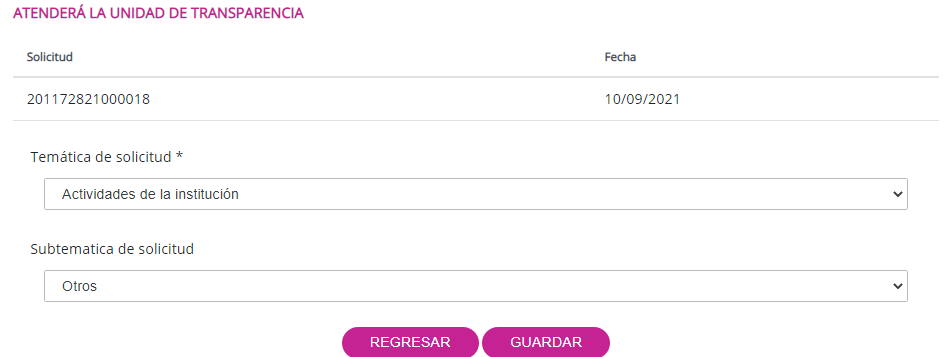 ATENDERÁ LA UNIDAD DE TRANSPARENCIA
Solicitud Fecha
201172821000018 10/09/2021
Temática de solicitud *
Actividades de la institución
Subtematica de solicitud
Otros
REGRESAR GUARDAR